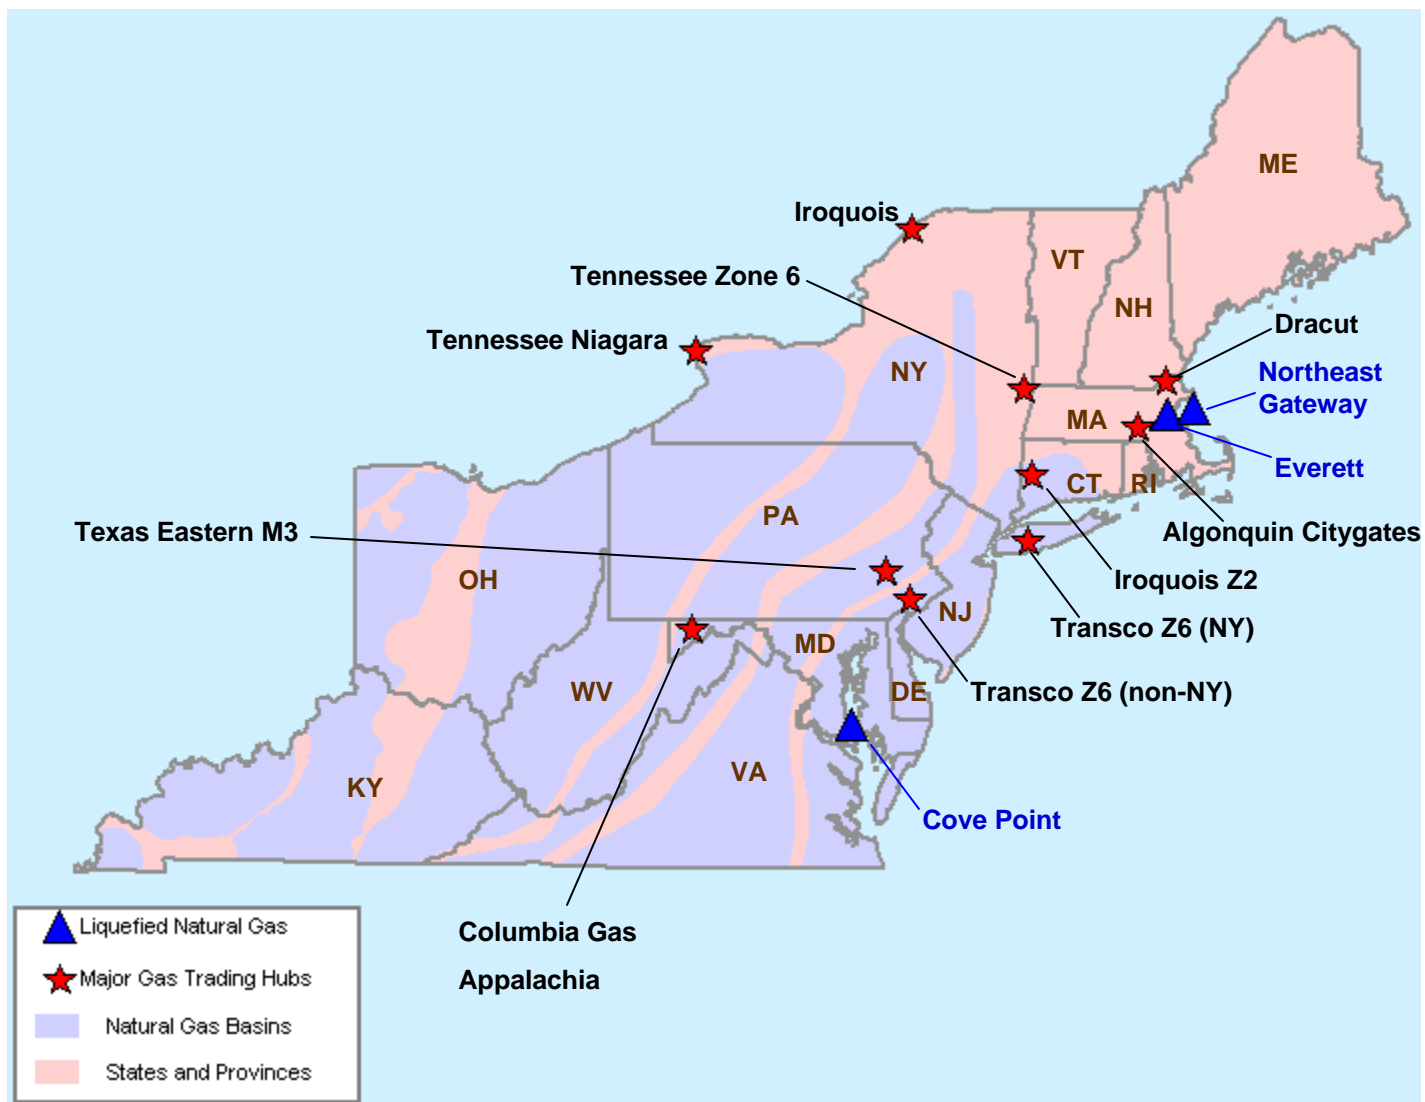 ME
Iroquois
VT
Tennessee Zone 6
NH
Dracut
Tennessee Niagara
NY
Northeast
Gateway
MA
Everett
CT
RI
PA
Texas Eastern M3
Algonquin Citygates
OH
Iroquois Z2
NJ
Transco Z6 (NY)
MD
WV
DE
Transco Z6 (non-NY)
VA
KY
Cove Point
Columbia Gas
Appalachia
Liquefied Natural Gas
Major Gas Trading Hubs
Natural Gas Basins
States and Provinces